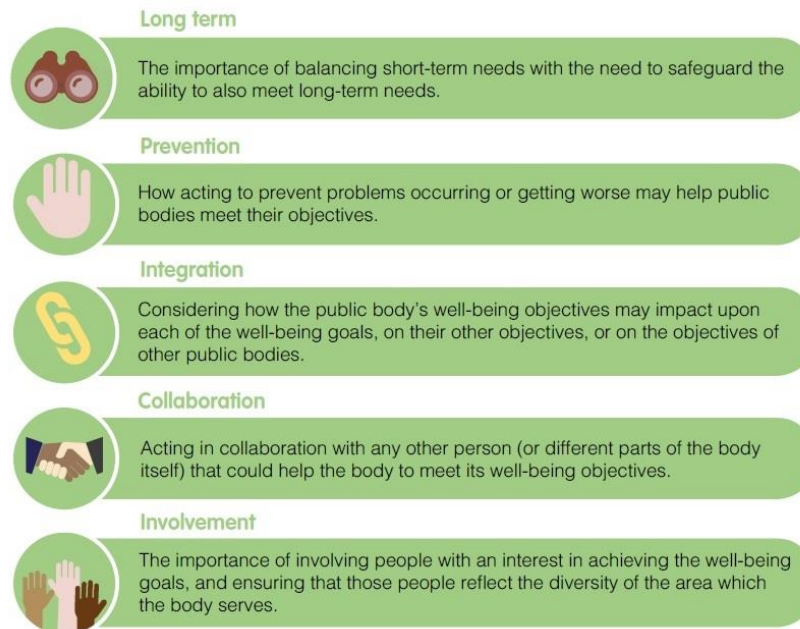 Long term
The importance of balancing short-term needs with the need to safeguard the
ability to also meet long-term needs.
Prevention
How acting to prevent problems occurring or getting worse may help public
bodies meet their objectives.
Integration
Considering how the public body's well-being objectives may impact upon
each of the well-being goals, on their other objectives, or on the objectives of
other public bodies.
Collaboration
Acting in collaboration with any other person (or different parts of the body
itself) that could help the body to meet its well-being objectives.
Involvement
The importance of involving people with an interest in achieving the well-being
goals, and ensuring that those people reflect the diversity of the area which
the body serves.